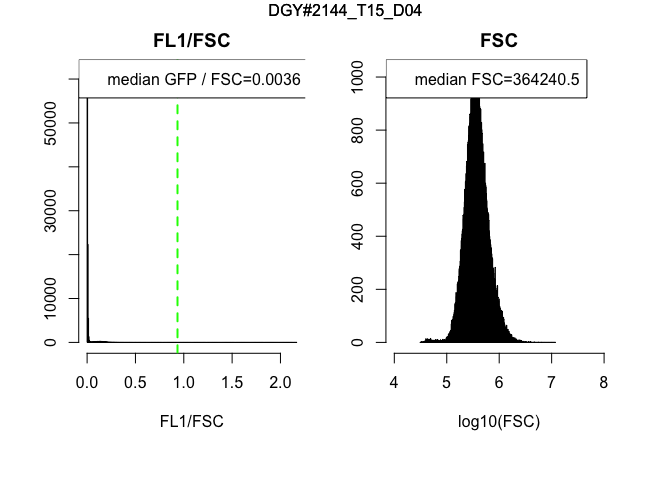 DGY#2144_T15_D04
FL1/FSC
median GFP / FSC=0.0036
0
10000
30000
50000
0.0
0.5
1.0
1.5
2.0
FL1/FSC
FSC
median FSC=364240.5
0
200
400
600
800
1000
4
5
6
7
8
log10(FSC)